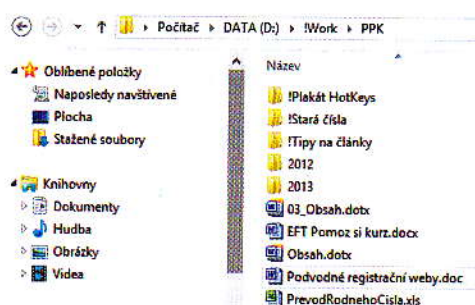 Počítač ▸ DATA (D:) ▸ !Work ▸ PPK
Oblíbené položky
Naposledy navštívené
Plocha
Stažené soubory
Knihovny
Dokumenty
Hudba
Obrázky
Videa
Název
!Plakát HotKeys
!Stará čísla
!Tipy na články
2012
2013
03_Obsah.dotx
EFT Pomoz si kurz.docx
Obsah.dotx
Podvodné registrační weby.doc
PrevodRodnehoCisla.xls